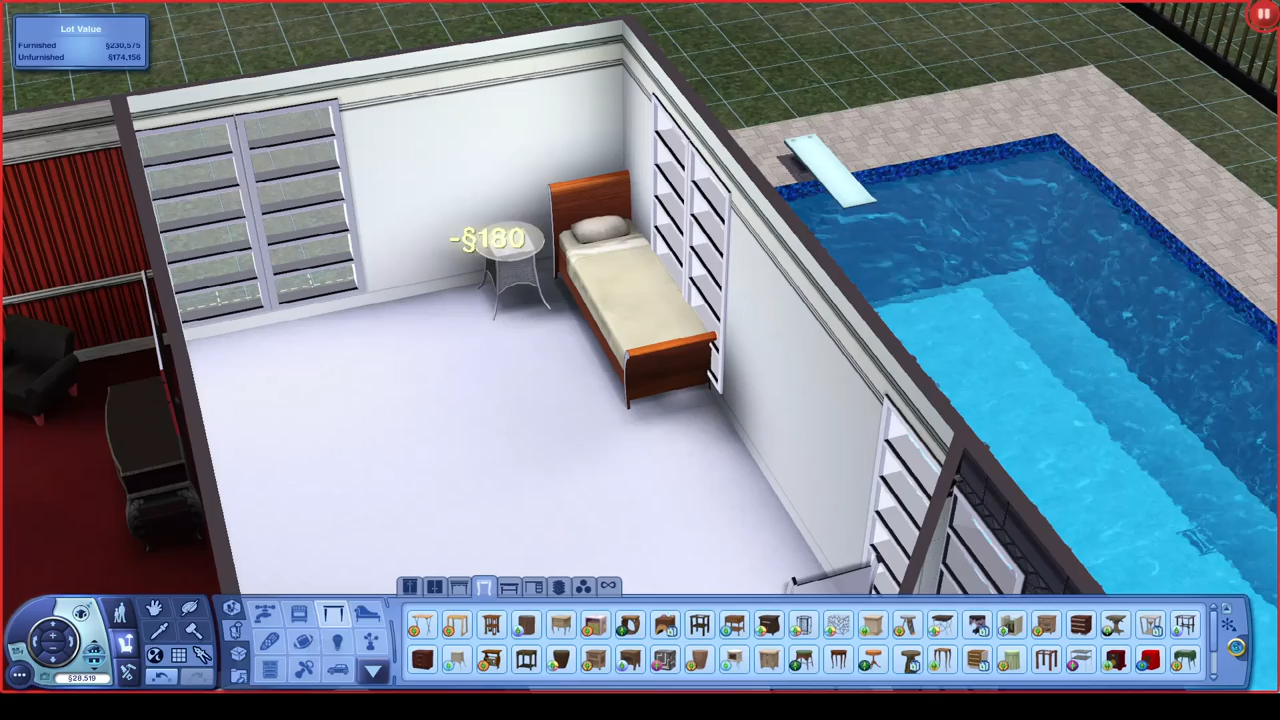 Lot Value
Furnished §230,575
Unfurnished §174,156
-§180
§28,519